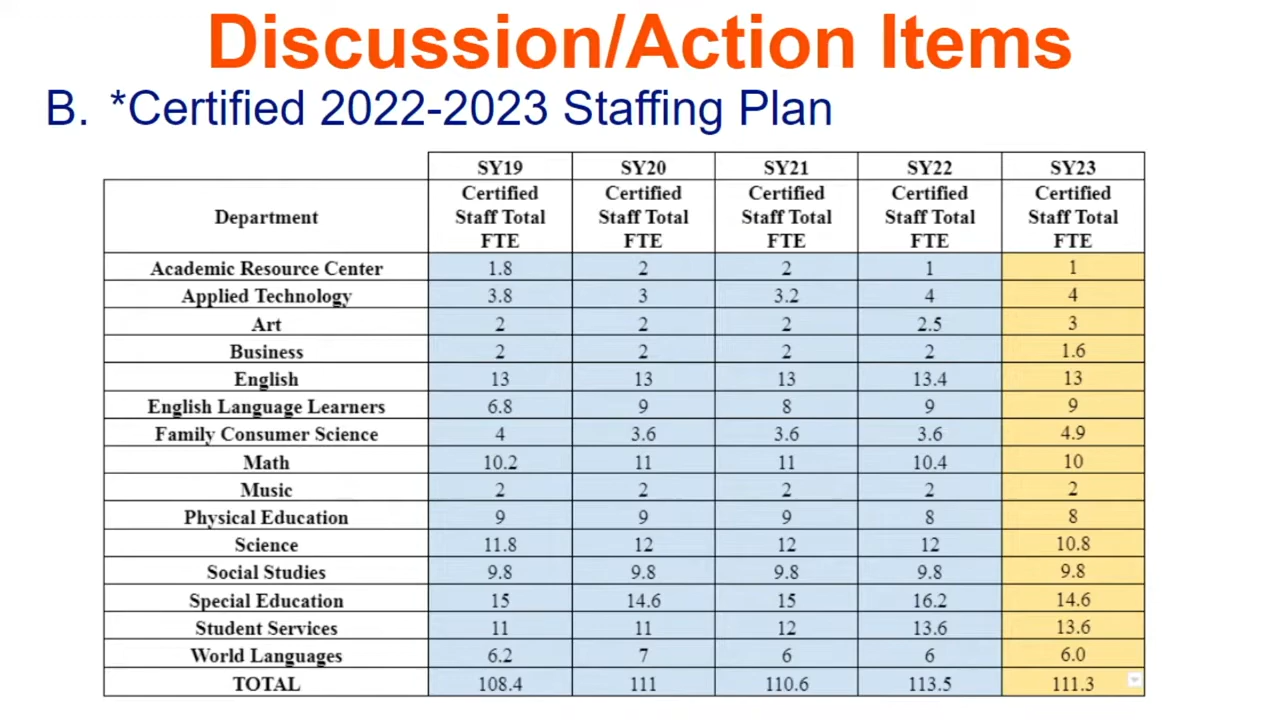 Discussion/Action Items
B. *Certified 2022-2023 Staffing Plan
SY19 SY20 SY21 SY22 SY23
Department Certified Staff Total FTE Certified Staff Total FTE Certified Staff Total FTE Certified Staff Total FTE Certified Staff Total FTE
Academic Resource Center 1.8 2 2 1 1
Applied Technology 3.8 3 3.2 4 4
Art 2 2 2 2.5 3
Business 2 2 2 2 1.6
English 13 13 13 13.4 13
English Language Learners 6.8 9 8 9 9
Family Consumer Science 4 3.6 3.6 3.6 4.9
Math 10.2 11 11 10.4 10
Music 2 2 2 2 2
Physical Education 9 9 9 8 8
Science 11.8 12 12 12 10.8
Social Studies 9.8 9.8 9.8 9.8 9.8
Special Education 15 14.6 15 16.2 14.6
Student Services 11 11 12 13.6 13.6
World Languages 6.2 7 6 6 6.0
TOTAL 108.4 111 110.6 113.5 111.3